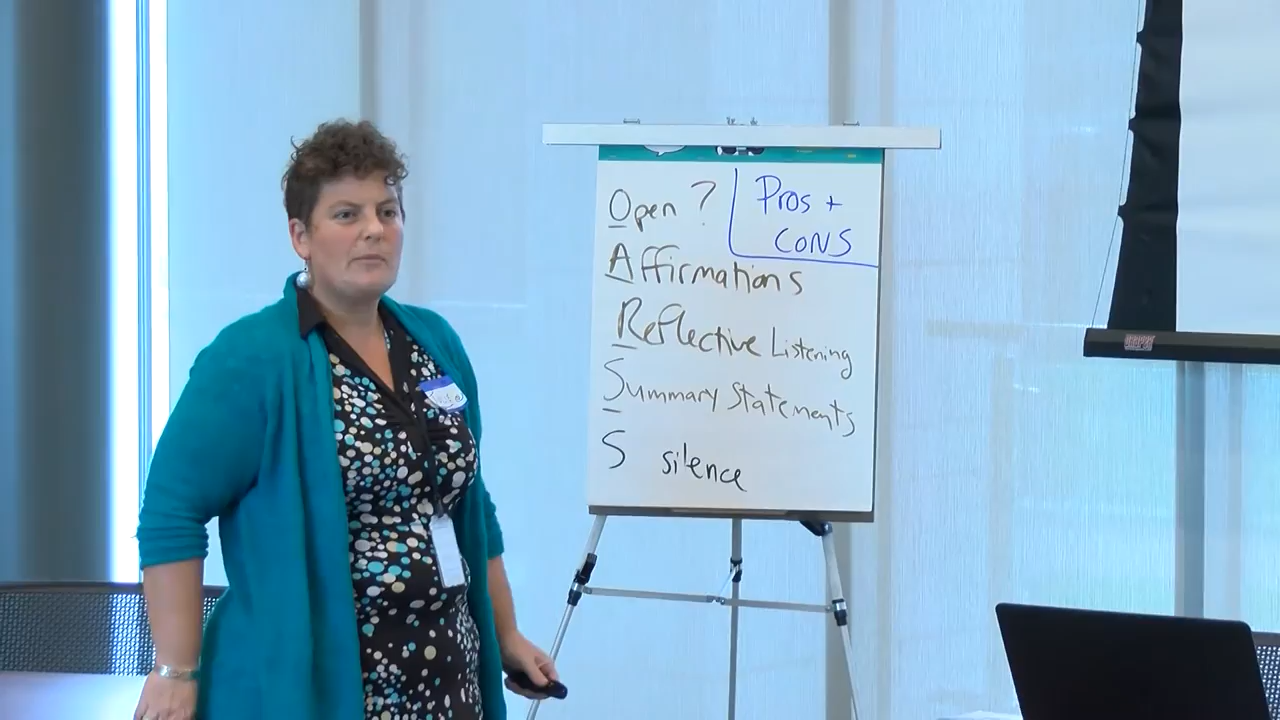 Open ?
Pros +
CONS
Affirmations
Reflective Listening
Summary Statements
S silence